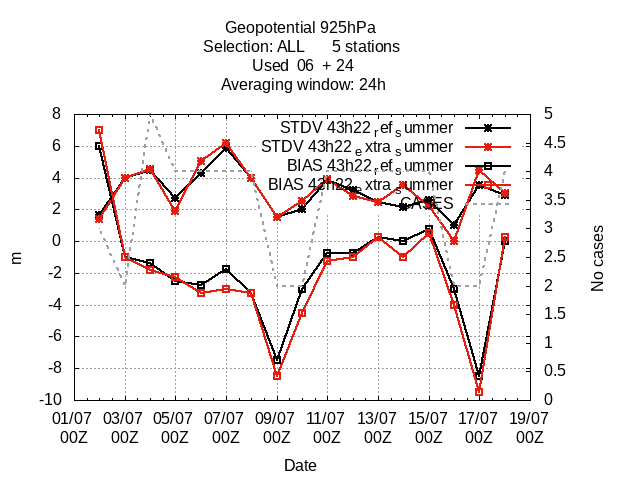 Geopotential 925hPa
Selection: ALL 5 stations
Used 06 + 24
Averaging window: 24h
STDV 43h22refsummer
STDV 43h22extrasummer
BIAS 43h22refsummer
BIAS 43h22extrasummer
CASES
8
6
4
2
0
-2
-4
-6
-8
-10
m
5
4.5
4
3.5
3
2.5
2
1.5
1
0.5
0
No cases
01/07 03/07 05/07 07/07 09/07 11/07 13/07 15/07 17/07 19/07
00Z 00Z 00Z 00Z 00Z 00Z 00Z 00Z 00Z 00Z
Date